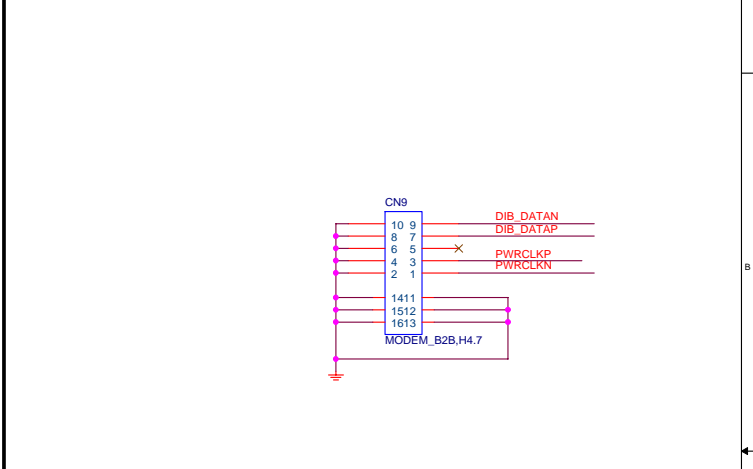 CN9
DIB_DATAN
10 9
DIB_DATAP
8 7
6 5
PWRCLKP
4 3
PWRCLKN
2 1
B
1411
1512
1613
MODEM_B2B,H4.7